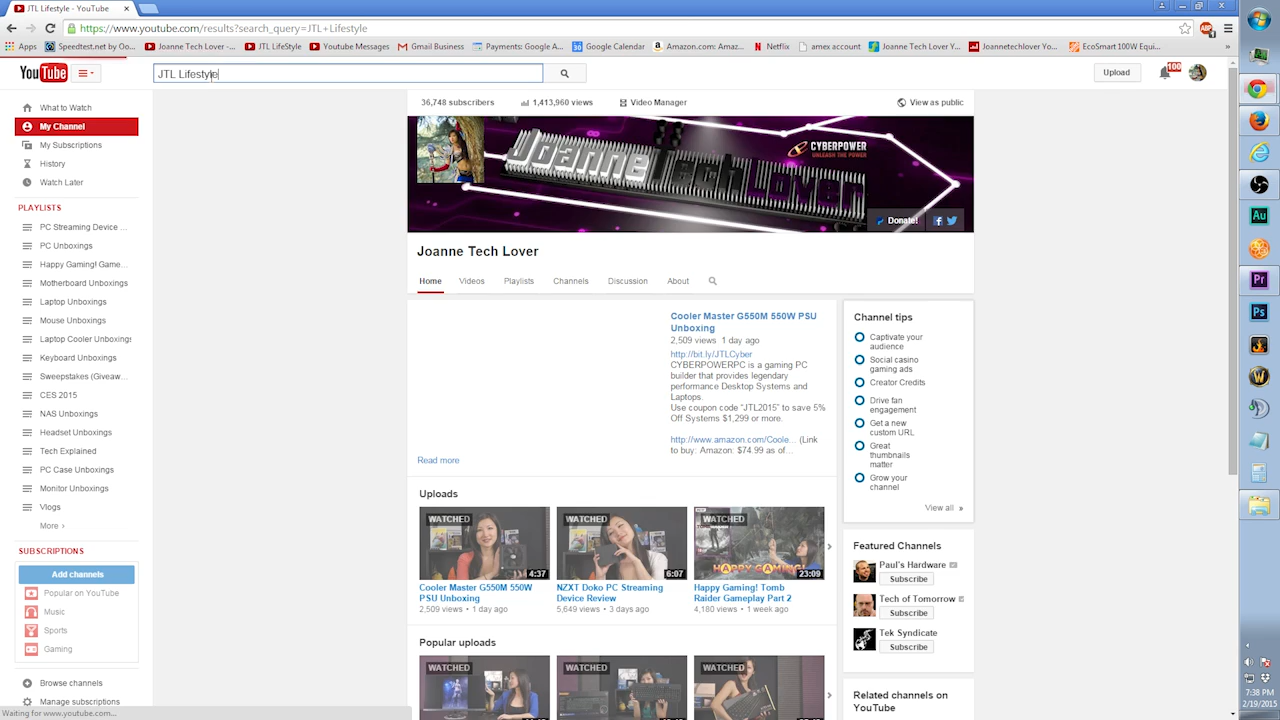 JTL Lifestyle
https://www.youtube.com/results?search_query=JTL+Lifestyle
Apps
Speedtest.net by Oo...
Joanne Tech Lover -...
JTL LifeStyle
Youtube Messages
Gmail Business
Payments: Google A...
Google Calendar
Amazon.com: Amaz...
Netflix
amex account
Joanne Tech Lover Y...
Joannetechlover You...
EcoSmart 100W Equi...
YouTube
JTL Lifestyle
Upload
100
What to Watch
My Channel
My Subscriptions
History
Watch Later
PLAYLISTS
PC Streaming Device ...
PC Unboxings
Happy Gaming! Game...
Motherboard Unboxings
Laptop Unboxings
Mouse Unboxings
Laptop Cooler Unboxings
Keyboard Unboxings
Sweepstakes (Giveaw...
CES 2015
NAS Unboxings
Headset Unboxings
Tech Explained
PC Case Unboxings
Monitor Unboxings
Vlogs
More ›
SUBSCRIPTIONS
Add channels
Popular on YouTube
Music
Sports
Gaming
Browse channels
Manage subscriptions
Waiting for www.youtube.com...
36,748 subscribers
1,413,960 views
Video Manager
View as public
Joanne Tech Lover
CYBERPOWER
UNLEASH THE POWER
Donate!
Joanne Tech Lover
Home
Videos
Playlists
Channels
Discussion
About
Cooler Master G550M 550W PSU
Unboxing
2,509 views 1 day ago
http://bit.ly/JTLCyber
CYBERPOWERPC is a gaming PC
builder that provides legendary
performance Desktop Systems and
Laptops.
Use coupon code "JTL2015" to save 5%
Off Systems $1,299 or more.
http://www.amazon.com/Coole... (Link
to buy: Amazon: $74.99 as of...
Read more
Uploads
WATCHED
4:37
WATCHED
6:07
WATCHED
HAPPY GAMING!
23:09
Cooler Master G550M 550W
PSU Unboxing
2,509 views • 1 day ago
NZXT Doko PC Streaming
Device Review
5,649 views • 3 days ago
Happy Gaming! Tomb
Raider Gameplay Part 2
4,180 views • 1 week ago
Popular uploads
WATCHED
WATCHED
WATCHED
Channel tips
Captivate your
audience
Social casino
gaming ads
Creator Credits
Drive fan
engagement
Get a new
custom URL
Great
thumbnails
matter
Grow your
channel
View all »
Featured Channels
Paul's Hardware
Subscribe
Tech of Tomorrow
Subscribe
Tek Syndicate
Subscribe
Related channels on
YouTube
Au
Pr
Ps
7:38 PM
2/19/2015